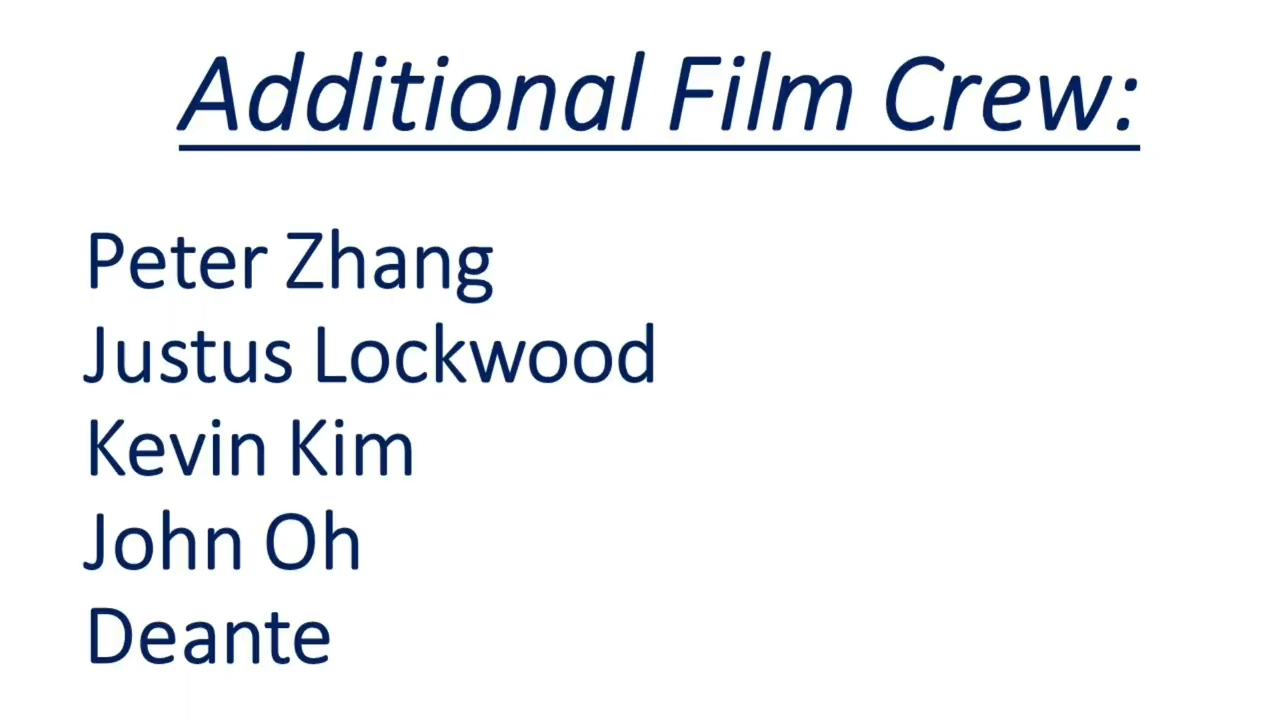 Additional Film Crew:
Peter Zhang
Justus Lockwood
Kevin Kim
John Oh
Deante